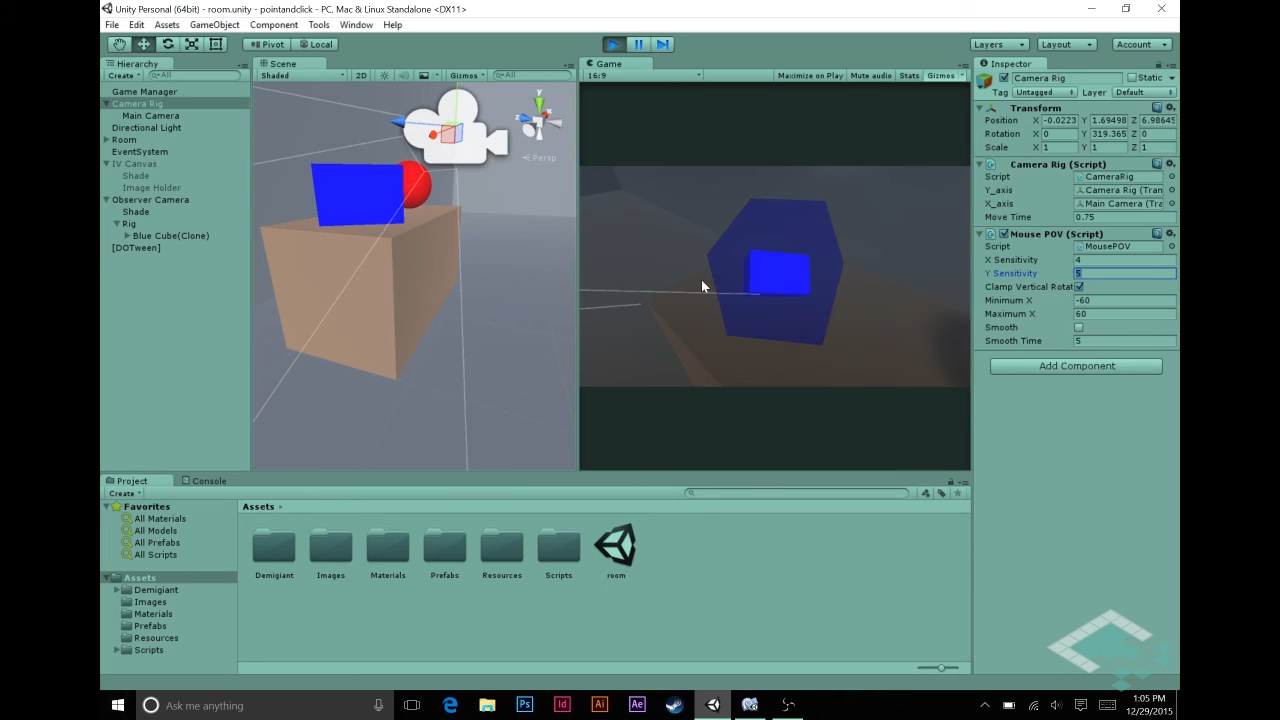 Unity Personal (64bit) - room.unity - pointandclick - PC, Mac & Linux Standalone <DX11>
File Edit Assets GameObject Component Tools Window Help
Pivot Local Layers Layout Account
Hierarchy Scene Game Inspector
Create All Shaded 2D Gizmos All 16:9 Maximize on Play Mute audio Stats Gizmos
Camera Rig Static
Tag Untagged Layer Default
Game Manager
Camera Rig
Main Camera
Directional Light
Room
EventSystem
IV Canvas
Shade
Image Holder
Observer Camera
Shade
Rig
Blue Cube(Clone)
[DOTween]
y
x
z
Persp
Transform
Position X -0.0223 Y 1.69498 Z 6.98645
Rotation X 0 Y 319.365 Z 0
Scale X 1 Y 1 Z 1
Camera Rig (Script)
Script CameraRig
Y_axis Camera Rig (Tran
X_axis Main Camera (Tra
Move Time 0.75
Mouse POV (Script)
Script MousePOV
X Sensitivity 4
Y Sensitivity 5
Clamp Vertical Rotat
Minimum X -60
Maximum X 60
Smooth
Smooth Time 5
Add Component
Project Console
Create
Favorites
All Materials
All Models
All Prefabs
All Scripts
Assets
Demigiant
Images
Materials
Prefabs
Resources
Scripts
Assets
Demigiant Images Materials Prefabs Resources Scripts room
Ask me anything
Ps Id Ai Ae
1:05 PM
12/29/2015